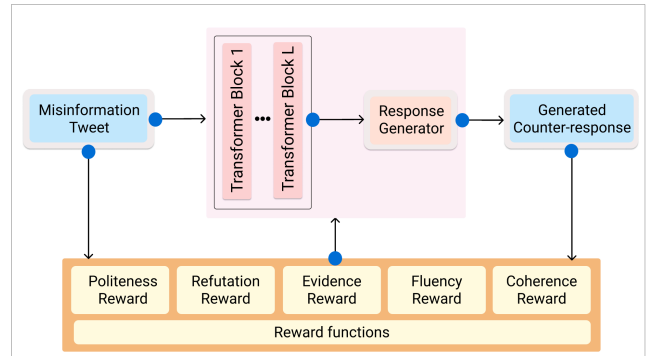 Misinformation
Tweet
Transformer Block 1
•••
Transformer Block L
Response
Generator
Generated
Counter-response
Politeness
Reward
Refutation
Reward
Evidence
Reward
Fluency
Reward
Coherence
Reward
Reward functions